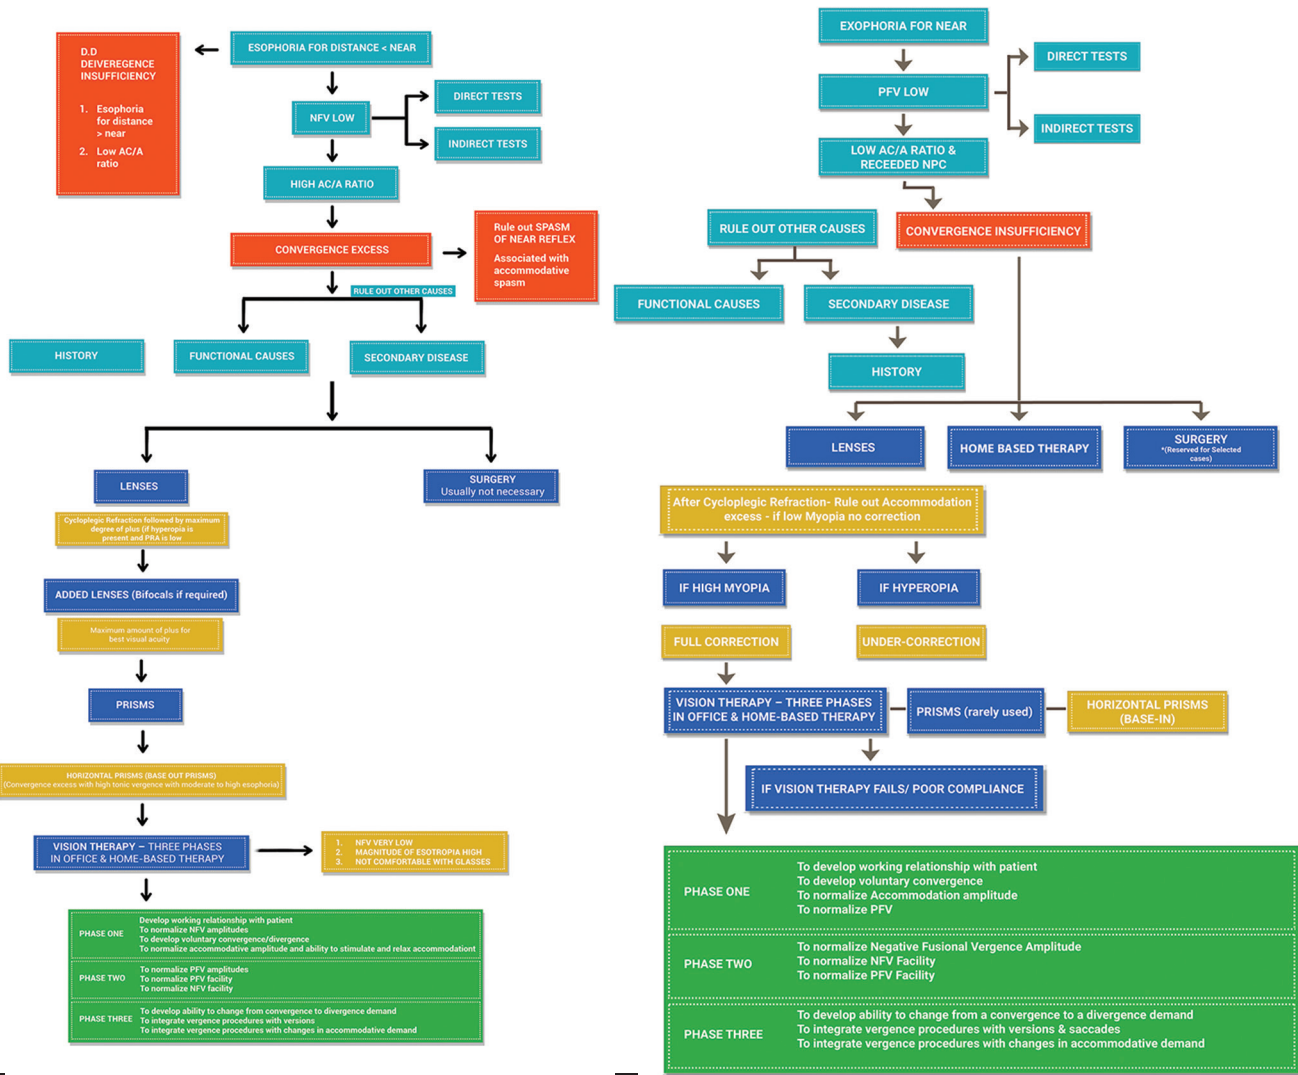 D.D
DEIVEREGENCE
INSUFFICIENCY
1. Esophoria
for distance
> near
2. Low AC/A
ratio
ESOPHORIA FOR DISTANCE < NEAR
NFV LOW
DIRECT TESTS
INDIRECT TESTS
HIGH AC/A RATIO
CONVERGENCE EXCESS
Rule out SPASM
OF NEAR REFLEX
Associated with
accommodative
spasm
RULE OUT OTHER CAUSES
HISTORY
FUNCTIONAL CAUSES
SECONDARY DISEASE
LENSES
SURGERY
Usually not necessary
Cycloplegic Refraction followed by maximum
degree of plus (if hyperopia is
present and PRA is low
ADDED LENSES (Bifocals if required)
Maximum amount of plus for
best visual acuity
PRISMS
HORIZONTAL PRISMS (BASE OUT PRISMS)
(Convergence excess with high tonic vergence with moderate to high esophoria)
VISION THERAPY – THREE PHASES
IN OFFICE & HOME-BASED THERAPY
1. NFV VERY LOW
2. MAGNITUDE OF ESOTROPIA HIGH
3. NOT COMFORTABLE WITH GLASSES
PHASE ONE
Develop working relationship with patient
To normalize NFV amplitudes
To develop voluntary convergence/divergence
To normalize accommodative amplitude and ability to stimulate and relax accommodationt
PHASE TWO
To normalize PFV amplitudes
To normalize PFV facility
To normalize NFV facility
PHASE THREE
To develop ability to change from convergence to divergence demand
To integrate vergence procedures with versions
To integrate vergence procedures with changes in accommodative demand
EXOPHORIA FOR NEAR
PFV LOW
DIRECT TESTS
INDIRECT TESTS
LOW AC/A RATIO &
RECEEDED NPC
RULE OUT OTHER CAUSES
CONVERGENCE INSUFFICIENCY
FUNCTIONAL CAUSES
SECONDARY DISEASE
HISTORY
LENSES
HOME BASED THERAPY
SURGERY
*(Reserved for Selected
cases)
After Cycloplegic Refraction- Rule out Accommodation
excess - if low Myopia no correction
IF HIGH MYOPIA
IF HYPEROPIA
FULL CORRECTION
UNDER-CORRECTION
VISION THERAPY – THREE PHASES
IN OFFICE & HOME-BASED THERAPY
PRISMS (rarely used)
HORIZONTAL PRISMS
(BASE-IN)
IF VISION THERAPY FAILS/ POOR COMPLIANCE
PHASE ONE
To develop working relationship with patient
To develop voluntary convergence
To normalize Accommodation amplitude
To normalize PFV
PHASE TWO
To normalize Negative Fusional Vergence Amplitude
To normalize NFV Facility
To normalize PFV Facility
PHASE THREE
To develop ability to change from a convergence to a divergence demand
To integrate vergence procedures with versions & saccades
To integrate vergence procedures with changes in accommodative demand